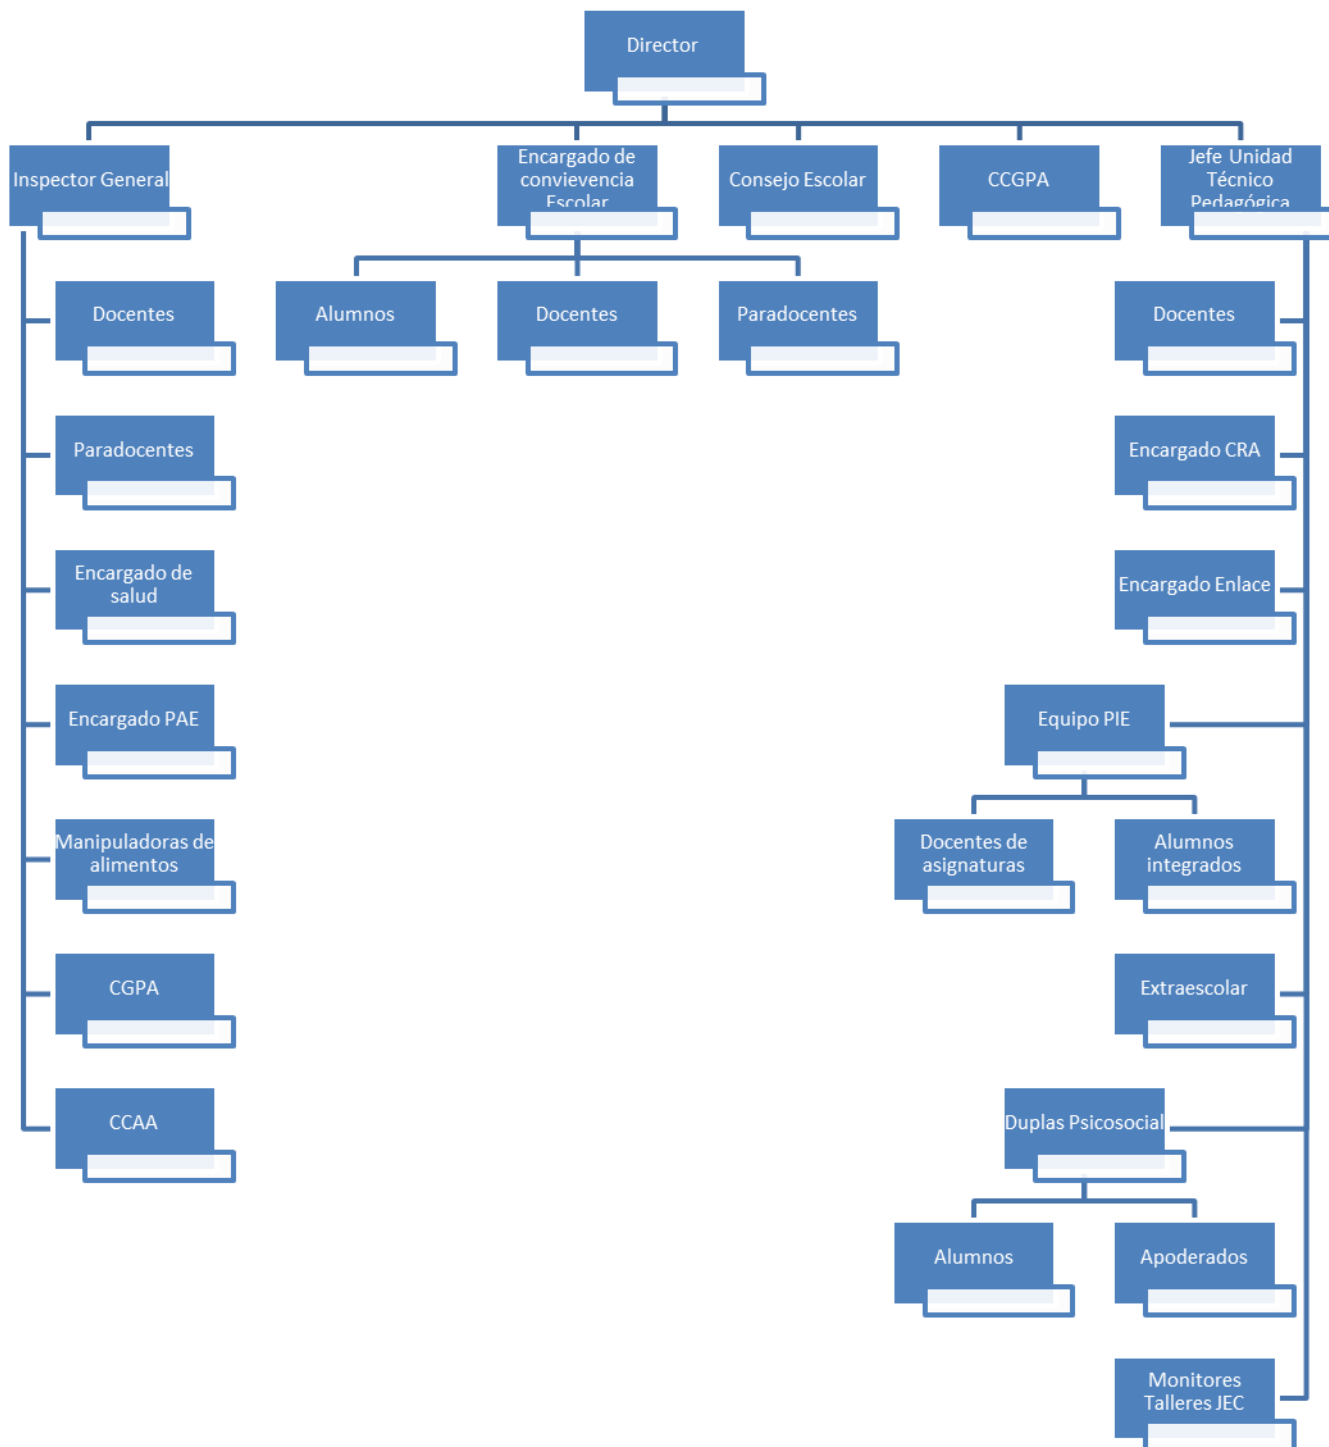 Director
Inspector General
Encargado de
convievencia
Escolar
Consejo Escolar
CCGPA
Jefe Unidad
Técnico
Pedagógica
Docentes
Alumnos
Docentes
Paradocentes
Docentes
Paradocentes
Encargado CRA
Encargado de
salud
Encargado Enlace
Encargado PAE
Equipo PIE
Manipuladoras de
alimentos
Docentes de
asignaturas
Alumnos
integrados
CGPA
Extraescolar
CCAA
Duplas Psicosocial
Alumnos
Apoderados
Monitores
Talleres JEC